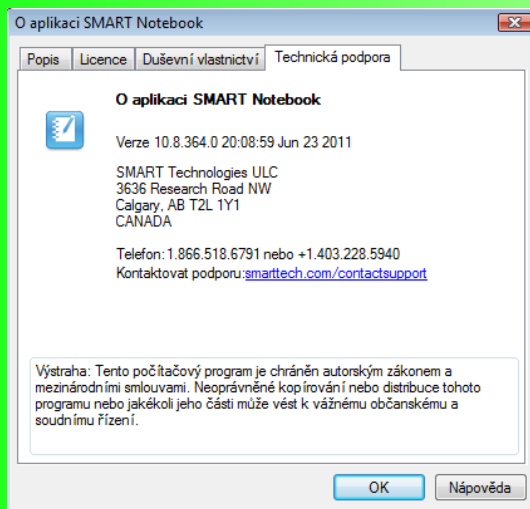 O aplikaci SMART Notebook
Popis Licence Duševní vlastnictví Technická podpora
O aplikaci SMART Notebook
Verze 10.8.364.0 20:08:59 Jun 23 2011
SMART Technologies ULC
3636 Research Road NW
Calgary, AB T2L 1Y1
CANADA
Telefon: 1.866.518.6791 nebo +1.403.228.5940
Kontaktovat podporu:smarttech.com/contactsupport
Výstraha: Tento počítačový program je chráněn autorským zákonem a
mezinárodními smlouvami. Neoprávněné kopírování nebo distribuce tohoto
programu nebo jakékoli jeho části může vést k vážnému občanskému a
soudnímu řízení.
OK Nápověda